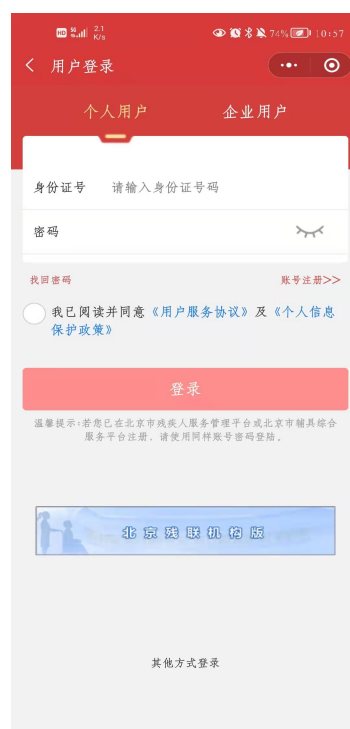 HD 5G 2.1 K/s 74% 10:57
用户登录
个人用户 企业用户
身份证号 请输入身份证号码
密码
找回密码 账号注册>>
我已阅读并同意《用户服务协议》及《个人信息
保护政策》
登录
温馨提示:若您已在北京市残疾人服务管理平台或北京市辅具综合
服务平台注册、请使用同样账号密码登陆。
北京残联机构版
其他方式登录